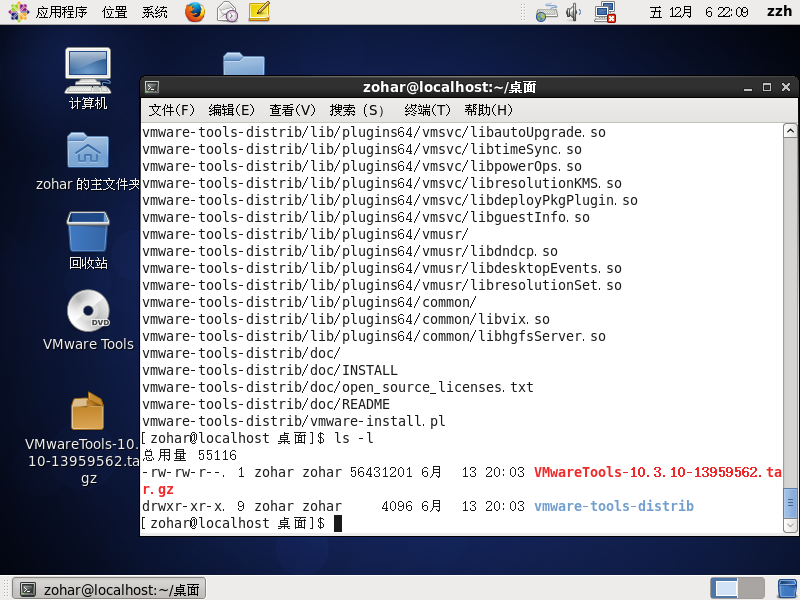 应用程序 位置 系统 五 12月 6 22:09 zzh
计算机
zohar 的主文件夹
回收站
DVD
VMware Tools
VMwareTools-10.
10-13959562.ta
gz
zohar@localhost:~/桌面
文件(F) 编辑(E) 查看(V) 搜索 (S) 终端(T) 帮助(H)
vmware-tools-distrib/lib/plugins64/vmsvc/libautoUpgrade.so
vmware-tools-distrib/lib/plugins64/vmsvc/libtimeSync.so
vmware-tools-distrib/lib/plugins64/vmsvc/libpowerOps.so
vmware-tools-distrib/lib/plugins64/vmsvc/libresolutionKMS.so
vmware-tools-distrib/lib/plugins64/vmsvc/libdeployPkgPlugin.so
vmware-tools-distrib/lib/plugins64/vmsvc/libguestInfo.so
vmware-tools-distrib/lib/plugins64/vmusr/
vmware-tools-distrib/lib/plugins64/vmusr/libdndcp.so
vmware-tools-distrib/lib/plugins64/vmusr/libdesktopEvents.so
vmware-tools-distrib/lib/plugins64/vmusr/libresolutionSet.so
vmware-tools-distrib/lib/plugins64/common/
vmware-tools-distrib/lib/plugins64/common/libvix.so
vmware-tools-distrib/lib/plugins64/common/libhgfsServer.so
vmware-tools-distrib/doc/
vmware-tools-distrib/doc/INSTALL
vmware-tools-distrib/doc/open_source_licenses.txt
vmware-tools-distrib/doc/README
vmware-tools-distrib/vmware-install.pl
[zohar@localhost 桌面]$ ls -l
总用量 55116
-rw-rw-r--. 1 zohar zohar 56431201 6月  13 20:03 VMwareTools-10.3.10-13959562.ta
r.gz
drwxr-xr-x. 9 zohar zohar     4096 6月  13 20:03 vmware-tools-distrib
[zohar@localhost 桌面]$
zohar@localhost:~/桌面